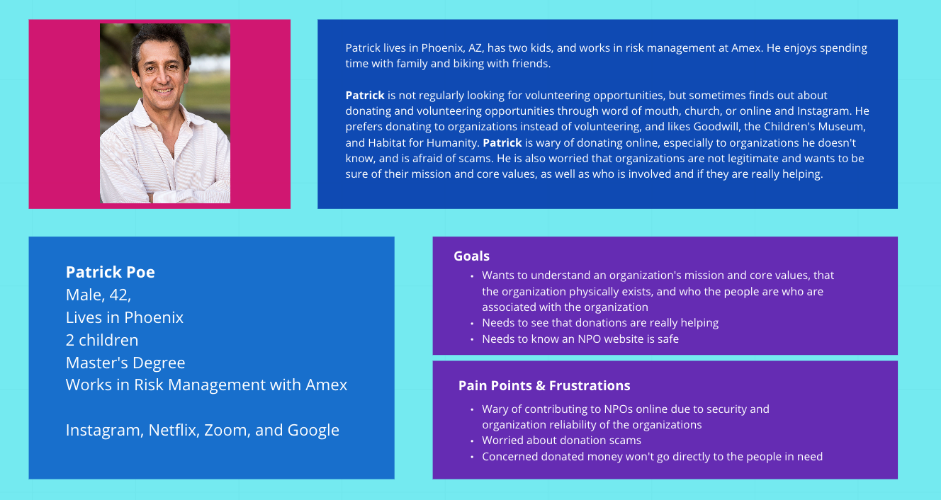 Patrick lives in Phoenix, AZ, has two kids, and works in risk management at Amex. He enjoys spending
time with family and biking with friends.
Patrick is not regularly looking for volunteering opportunities, but sometimes finds out about
donating and volunteering opportunities through word of mouth, church, or online and Instagram. He
prefers donating to organizations instead of volunteering, and likes Goodwill, the Children's Museum,
and Habitat for Humanity. Patrick is wary of donating online, especially to organizations he doesn't
know, and is afraid of scams. He is also worried that organizations are not legitimate and wants to be
sure of their mission and core values, as well as who is involved and if they are really helping.
Patrick Poe
Male, 42,
Lives in Phoenix
2 children
Master's Degree
Works in Risk Management with Amex
Instagram, Netflix, Zoom, and Google
Goals
• Wants to understand an organization's mission and core values, that
the organization physically exists, and who the people are who are
associated with the organization
• Needs to see that donations are really helping
• Needs to know an NPO website is safe
Pain Points & Frustrations
• Wary of contributing to NPOs online due to security and
organization reliability of the organizations
• Worried about donation scams
• Concerned donated money won't go directly to the people in need